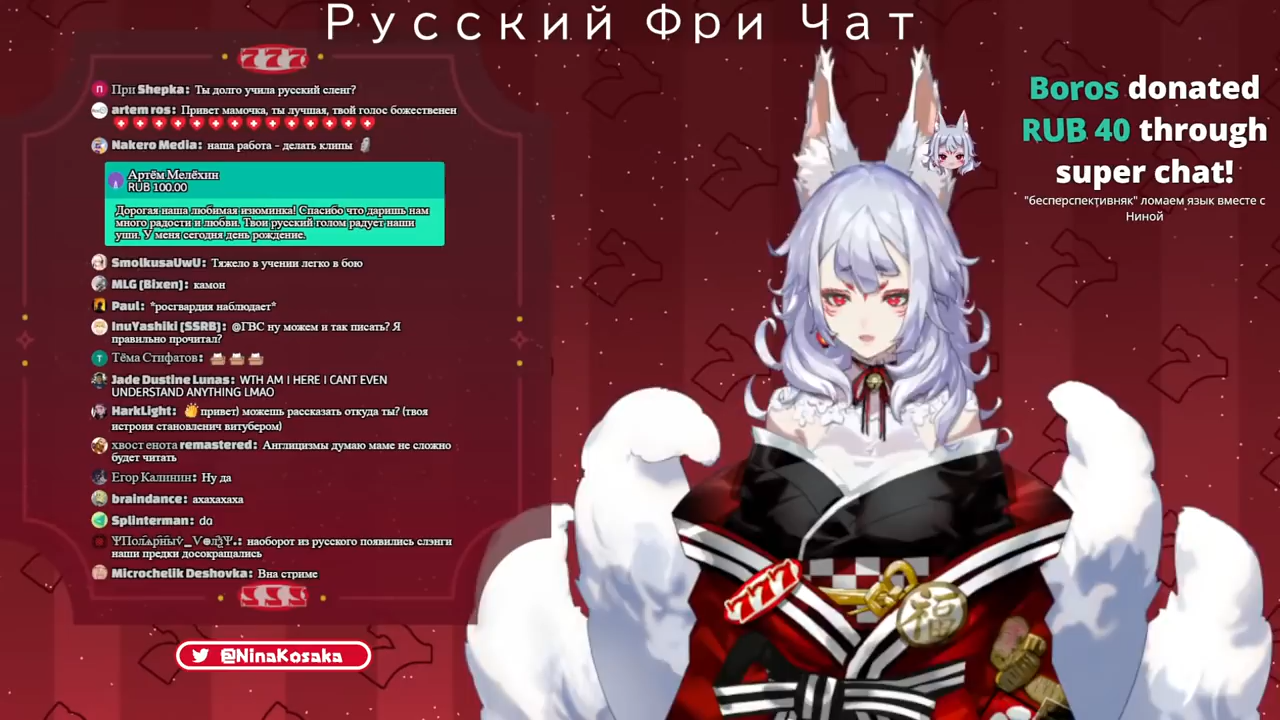 Русский Фри Чат
777
При Shepka: Ты долго учила русский сленг?
artem ros: Привет мамочка, ты лучшая, твой голос божественен
Nakero Media: наша работа - делать клипы
Артём Мелёхин
RUB 100.00
Дорогая наша любимая изюминка! Спасибо что даришь нам
много радости и любви. Твои русский голом радует наши
уши. У меня сегодня день рождение.
SmolkusaUwU: Тяжело в учении легко в бою
MLG [Bixen]: камон
Paul: *росгвардия наблюдает*
InuYashiki [SSRB]: @ГВС ну можем и так писать? Я
правильно прочитал?
Тёма Стифатов:
Jade Dustine Lunas: WTH AM I HERE I CANT EVEN
UNDERSTAND ANYTHING LMAO
HarkLight: привет) можешь рассказать откуда ты? (твоя
истроия становленич витубером)
хвост енота remastered: Англицизмы думаю маме не сложно
будет читать
Егор Калинин: Ну да
braindance: ахахахаха
Splinterman: da
наоборот из русского появились слэнги
наши предки досокращались
Microchelik Deshovka: Вна стриме
@NinaKosaka
Boros donated
RUB 40 through
super chat!
"бесперспективняк" ломаем язык вместе с
Ниной
777
福